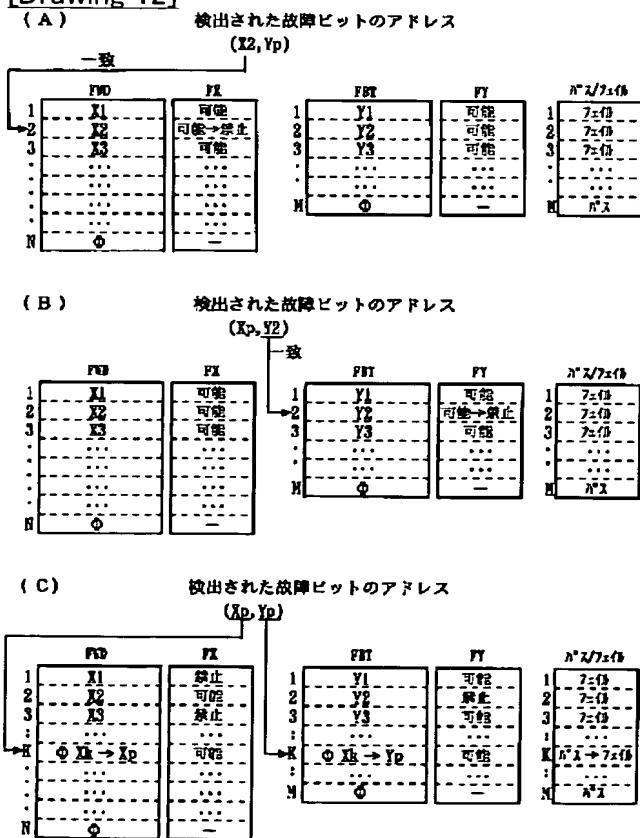 [Drawing 12]
(A) 検出された故障ビットのアドレス
(X2,Yp)
一致
FWD FX FBT FY パス/フェイル
1 X1 可能 1 Y1 可能 1 フェイル
2 X2 可能→禁止 2 Y2 可能 2 フェイル
3 X3 可能 3 Y3 可能 3 フェイル
... ... ... ... ...
M Φ — M パス
N Φ —
(B) 検出された故障ビットのアドレス
(Xp,Y2)
一致
FWD FX FBT FY パス/フェイル
1 X1 可能 1 Y1 可能 1 フェイル
2 X2 可能 2 Y2 可能→禁止 2 フェイル
3 X3 可能 3 Y3 可能 3 フェイル
... ... ... ... ...
M Φ — M パス
N Φ —
(C) 検出された故障ビットのアドレス
(Xp,Yp)
FWD FX FBT FY パス/フェイル
1 X1 禁止 1 Y1 可能 1 フェイル
2 X2 可能 2 Y2 禁止 2 フェイル
3 X3 禁止 3 Y3 可能 3 フェイル
... ... ... ... ...
K Φ Xk→Xp 可能 K Φ Xk→Yp 可能 K パス→フェイル
... ... ... ... ...
M Φ — M パス
N Φ —